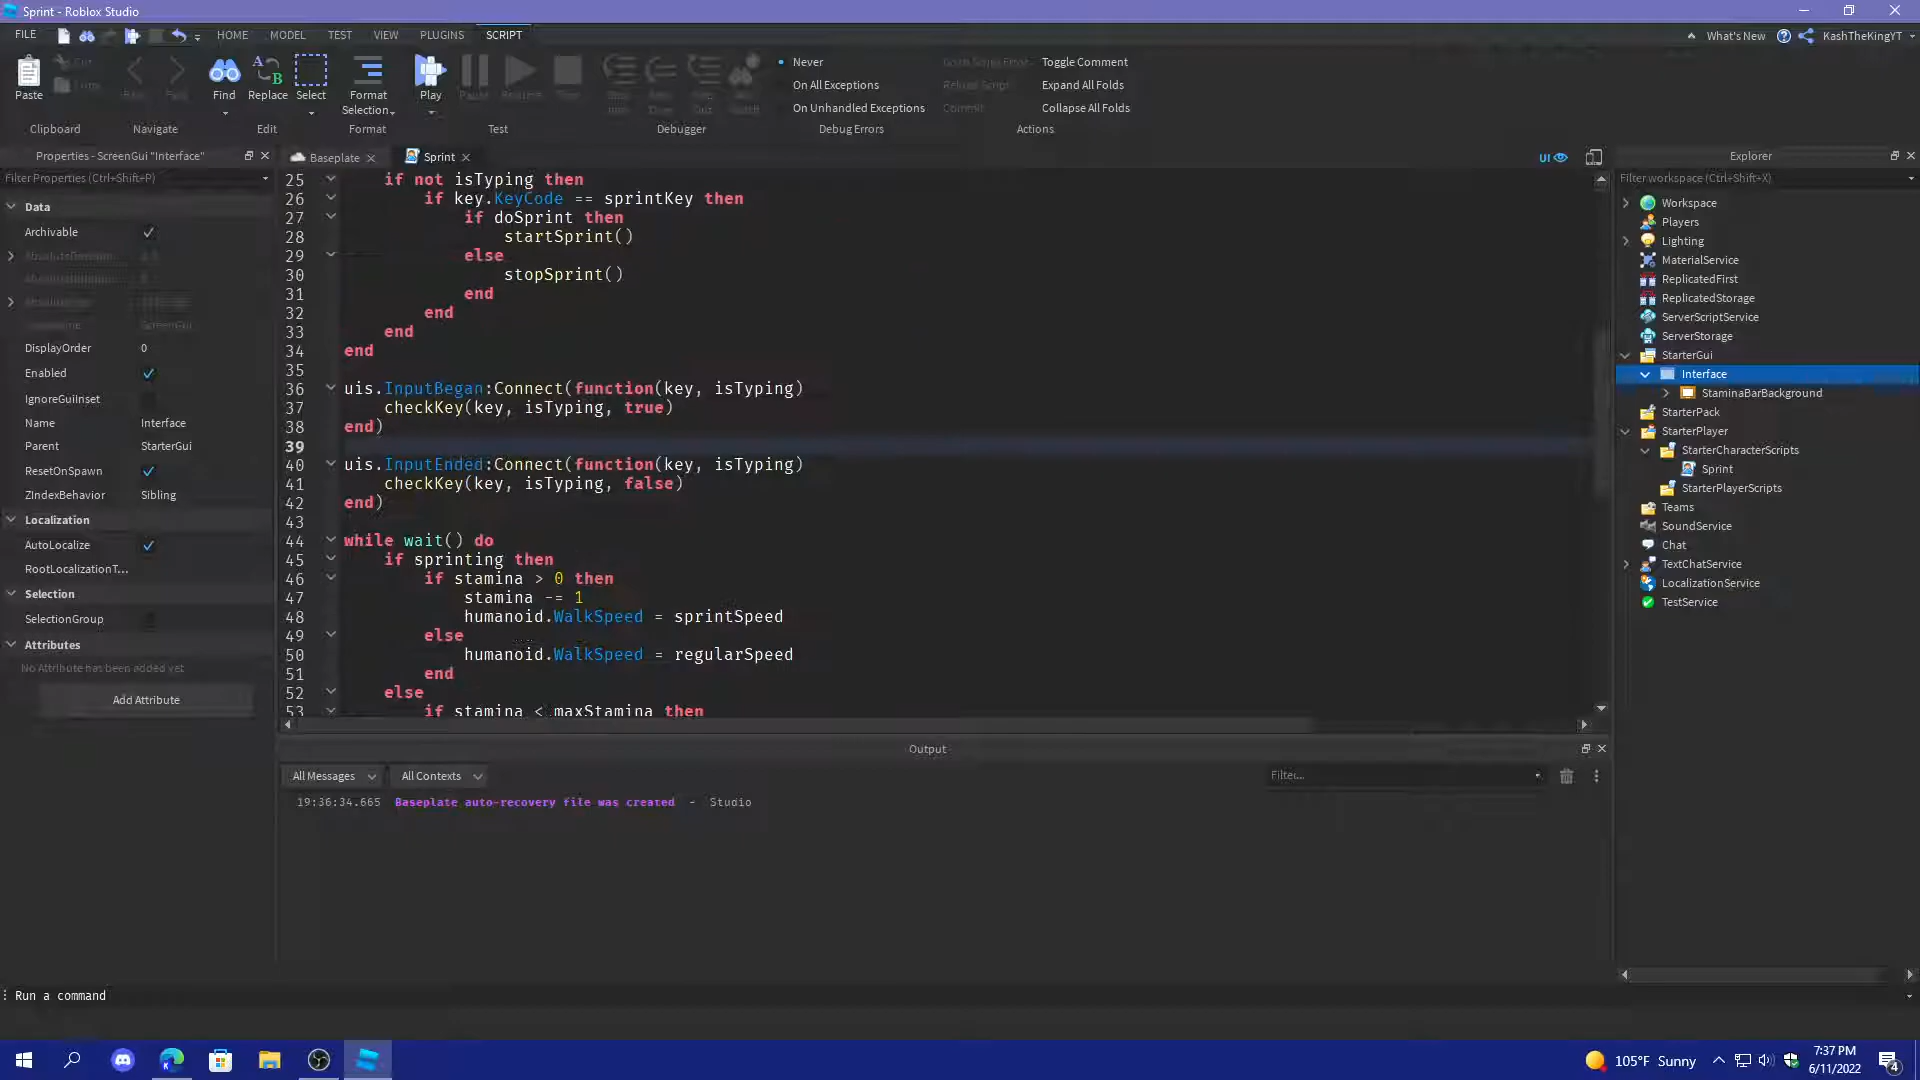 Sprint - Roblox Studio
FILE HOME MODEL TEST VIEW PLUGINS SCRIPT What's New KashTheKingYT
Paste Find Replace Select Format Selection Play
Never
On All Exceptions
On Unhandled Exceptions
Toggle Comment
Expand All Folds
Collapse All Folds
Reload Script
Commit
Clipboard Navigate Edit Format Test Debugger Debug Errors Actions
Properties - ScreenGui "Interface"
Filter Properties (Ctrl+Shift+P)
Data
Archivable
DisplayOrder 0
Enabled
IgnoreGuiInset
Name Interface
Parent StarterGui
ResetOnSpawn
ZIndexBehavior Sibling
Localization
AutoLocalize
RootLocalizationT...
Selection
SelectionGroup
Attributes
No Attribute has been added yet
Add Attribute
Baseplate Sprint UI
25 if not isTyping then
26 if key.KeyCode == sprintKey then
27 if doSprint then
28 startSprint()
29 else
30 stopSprint()
31 end
32 end
33 end
34 end
35
36 uis.InputBegan:Connect(function(key, isTyping)
37 checkKey(key, isTyping, true)
38 end)
39
40 uis.InputEnded:Connect(function(key, isTyping)
41 checkKey(key, isTyping, false)
42 end)
43
44 while wait() do
45 if sprinting then
46 if stamina > 0 then
47 stamina -= 1
48 humanoid.WalkSpeed = sprintSpeed
49 else
50 humanoid.WalkSpeed = regularSpeed
51 end
52 else
53 if stamina < maxStamina then
Output
All Messages All Contexts Filter...
19:36:34.665 Baseplate auto-recovery file was created - Studio
Explorer
Filter workspace (Ctrl+Shift+X)
Workspace
Players
Lighting
MaterialService
ReplicatedFirst
ReplicatedStorage
ServerScriptService
ServerStorage
StarterGui
Interface
StaminaBarBackground
StarterPack
StarterPlayer
StarterCharacterScripts
Sprint
StarterPlayerScripts
Teams
SoundService
Chat
TextChatService
LocalizationService
TestService
Run a command
105°F Sunny
7:37 PM
6/11/2022
4